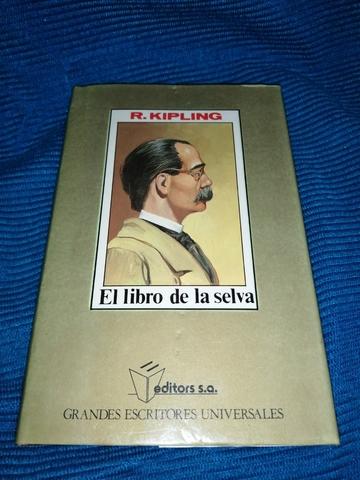 R. KIPLING
El libro de la selva
editors s.a.
GRANDES ESCRITORES UNIVERSALES